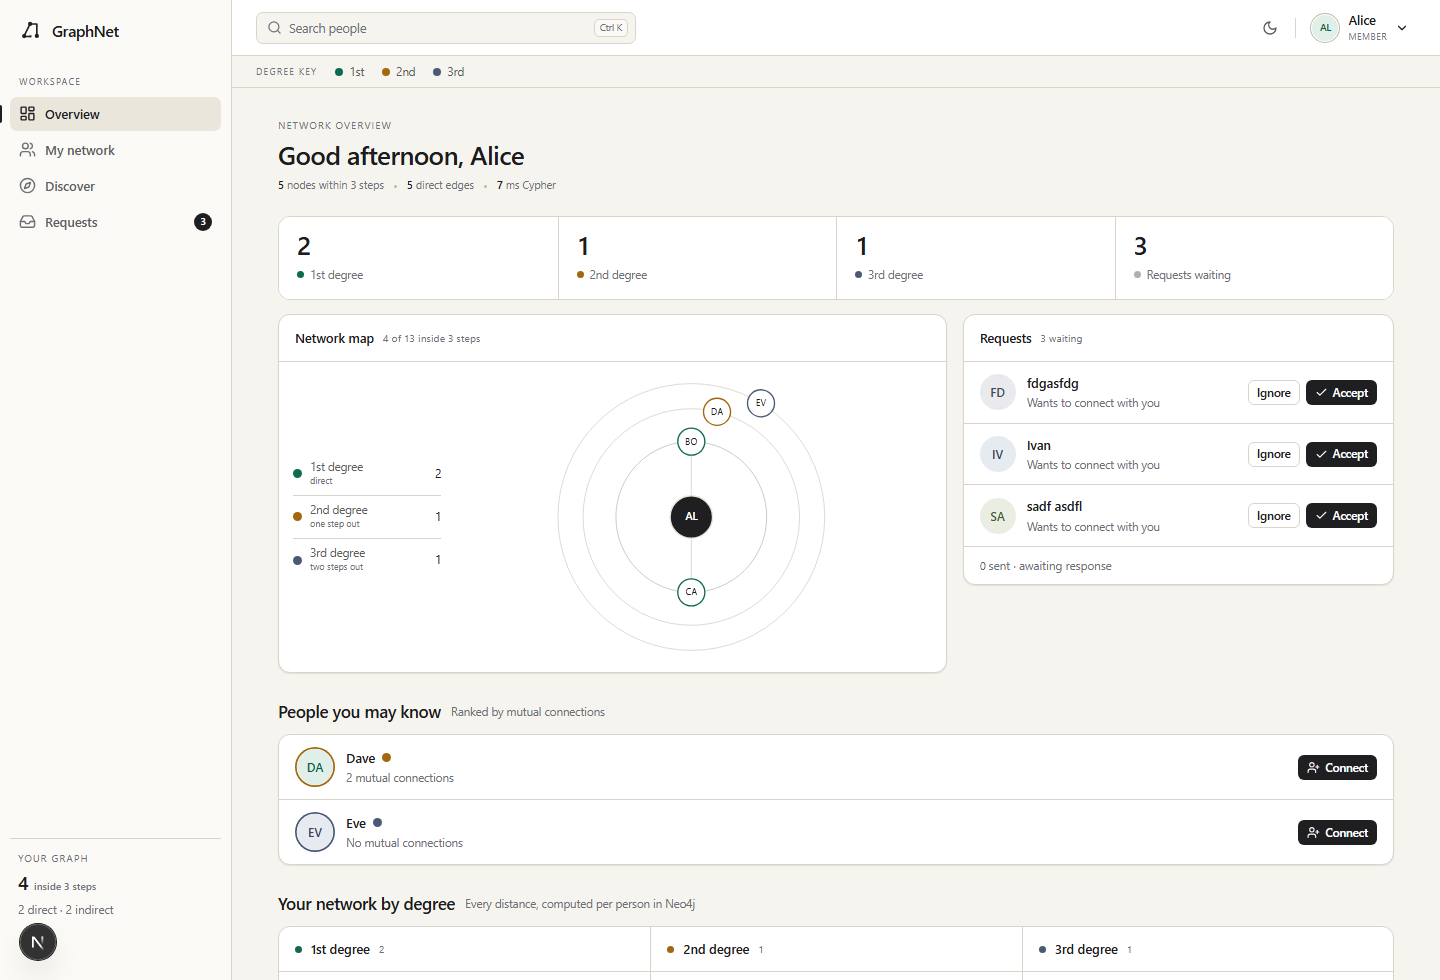 GraphNet
WORKSPACE
Overview
My network
Discover
Requests 3
Search people Ctrl K
AL Alice
MEMBER
DEGREE KEY 1st 2nd 3rd
NETWORK OVERVIEW
Good afternoon, Alice
5 nodes within 3 steps • 5 direct edges • 7 ms Cypher
2
1st degree
1
2nd degree
1
3rd degree
3
Requests waiting
Network map 4 of 13 inside 3 steps
1st degree 2
direct
2nd degree 1
one step out
3rd degree 1
two steps out
EV
DA
BO
AL
CA
Requests 3 waiting
FD fdgasfdg
Wants to connect with you
Ignore Accept
IV Ivan
Wants to connect with you
Ignore Accept
SA sadf asdfl
Wants to connect with you
Ignore Accept
0 sent · awaiting response
People you may know Ranked by mutual connections
DA Dave
2 mutual connections
Connect
EV Eve
No mutual connections
Connect
Your network by degree Every distance, computed per person in Neo4j
1st degree 2
2nd degree 1
3rd degree 1
YOUR GRAPH
4 inside 3 steps
2 direct · 2 indirect
N